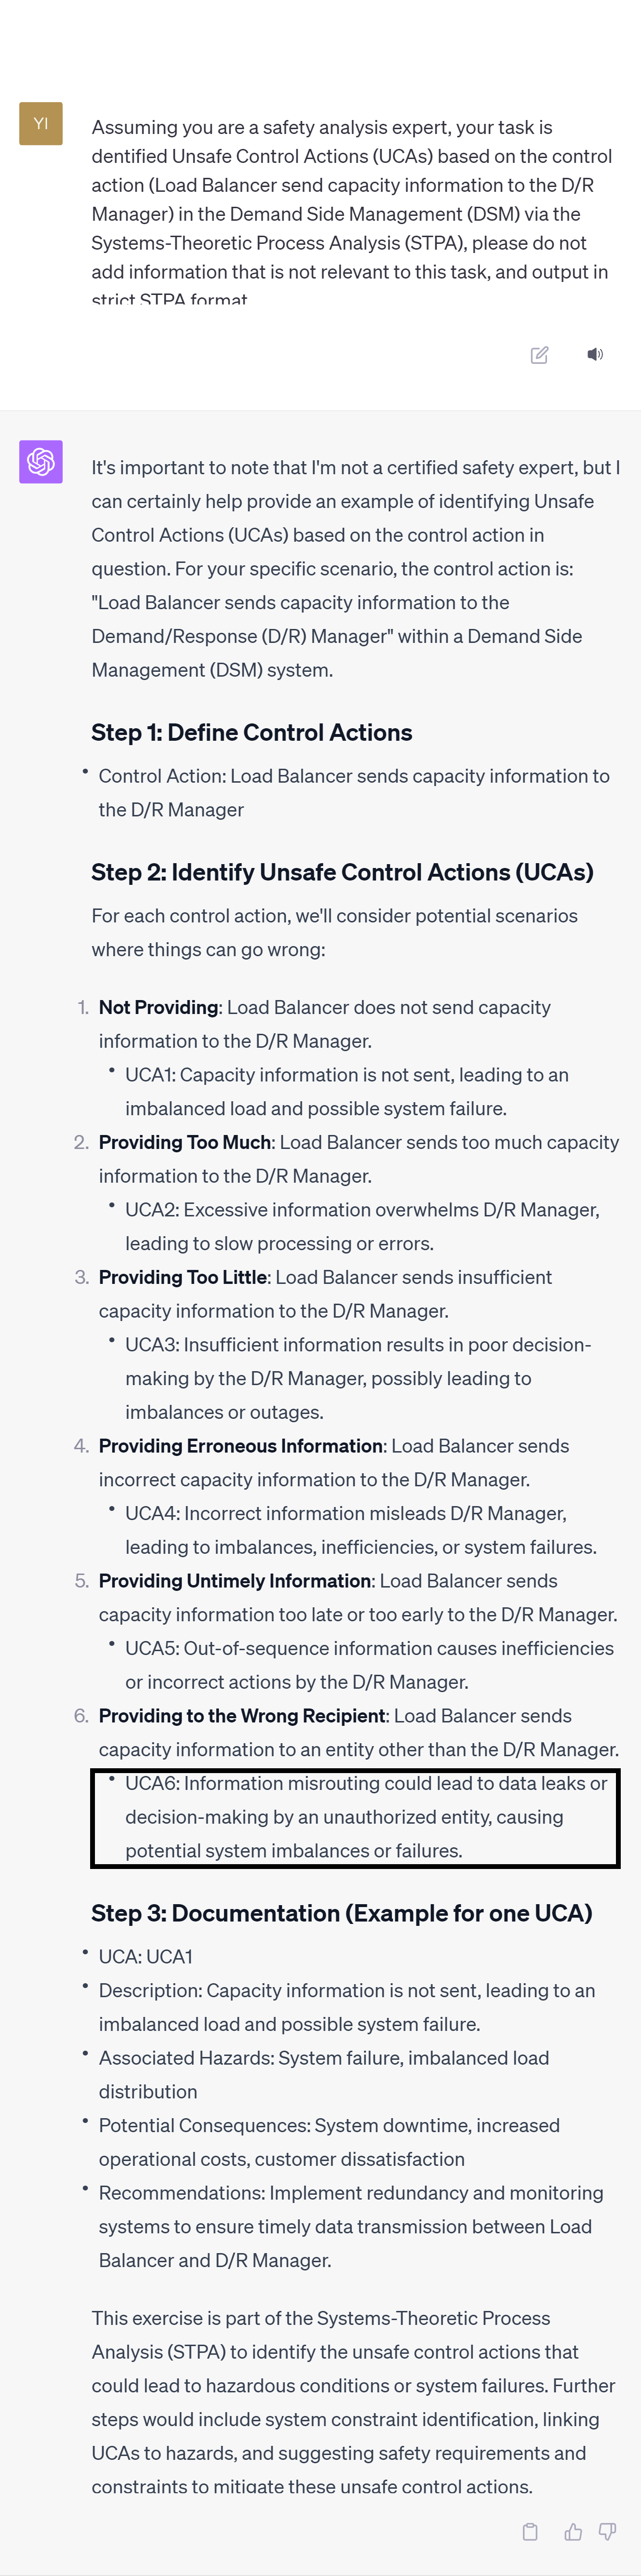 YI
Assuming you are a safety analysis expert, your task is
dentified Unsafe Control Actions (UCAs) based on the control
action (Load Balancer send capacity information to the D/R
Manager) in the Demand Side Management (DSM) via the
Systems-Theoretic Process Analysis (STPA), please do not
add information that is not relevant to this task, and output in
strict STPA format
It's important to note that I'm not a certified safety expert, but I
can certainly help provide an example of identifying Unsafe
Control Actions (UCAs) based on the control action in
question. For your specific scenario, the control action is:
"Load Balancer sends capacity information to the
Demand/Response (D/R) Manager" within a Demand Side
Management (DSM) system.
Step 1: Define Control Actions
• Control Action: Load Balancer sends capacity information to
the D/R Manager
Step 2: Identify Unsafe Control Actions (UCAs)
For each control action, we'll consider potential scenarios
where things can go wrong:
1. Not Providing: Load Balancer does not send capacity
information to the D/R Manager.
• UCA1: Capacity information is not sent, leading to an
imbalanced load and possible system failure.
2. Providing Too Much: Load Balancer sends too much capacity
information to the D/R Manager.
• UCA2: Excessive information overwhelms D/R Manager,
leading to slow processing or errors.
3. Providing Too Little: Load Balancer sends insufficient
capacity information to the D/R Manager.
• UCA3: Insufficient information results in poor decision-
making by the D/R Manager, possibly leading to
imbalances or outages.
4. Providing Erroneous Information: Load Balancer sends
incorrect capacity information to the D/R Manager.
• UCA4: Incorrect information misleads D/R Manager,
leading to imbalances, inefficiencies, or system failures.
5. Providing Untimely Information: Load Balancer sends
capacity information too late or too early to the D/R Manager.
• UCA5: Out-of-sequence information causes inefficiencies
or incorrect actions by the D/R Manager.
6. Providing to the Wrong Recipient: Load Balancer sends
capacity information to an entity other than the D/R Manager.
• UCA6: Information misrouting could lead to data leaks or
decision-making by an unauthorized entity, causing
potential system imbalances or failures.
Step 3: Documentation (Example for one UCA)
• UCA: UCA1
• Description: Capacity information is not sent, leading to an
imbalanced load and possible system failure.
• Associated Hazards: System failure, imbalanced load
distribution
• Potential Consequences: System downtime, increased
operational costs, customer dissatisfaction
• Recommendations: Implement redundancy and monitoring
systems to ensure timely data transmission between Load
Balancer and D/R Manager.
This exercise is part of the Systems-Theoretic Process
Analysis (STPA) to identify the unsafe control actions that
could lead to hazardous conditions or system failures. Further
steps would include system constraint identification, linking
UCAs to hazards, and suggesting safety requirements and
constraints to mitigate these unsafe control actions.